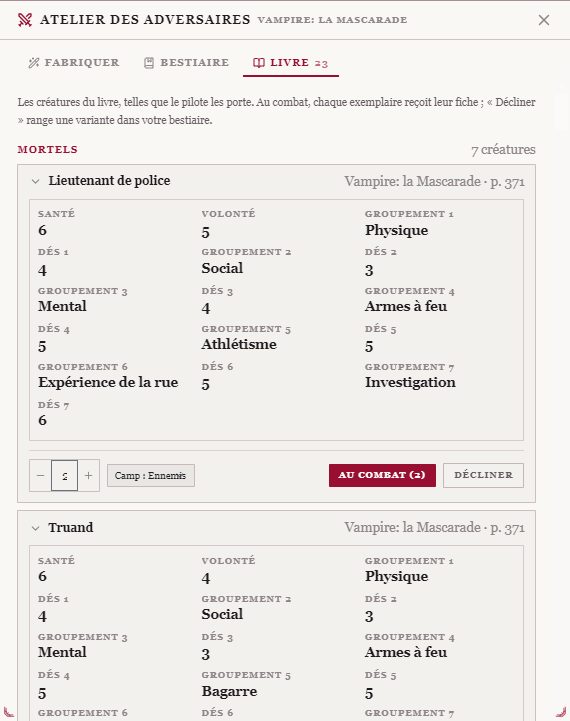 ATELIER DES ADVERSAIRES VAMPIRE: LA MASCARADE
FABRIQUER BESTIAIRE LIVRE 23
Les créatures du livre, telles que le pilote les porte. Au combat, chaque exemplaire reçoit leur fiche ; « Décliner
» range une variante dans votre bestiaire.
MORTELS 7 créatures
Lieutenant de police Vampire: la Mascarade · p. 371
SANTÉ VOLONTÉ GROUPEMENT 1
6 5 Physique
DÉS 1 GROUPEMENT 2 DÉS 2
4 Social 3
GROUPEMENT 3 DÉS 3 GROUPEMENT 4
Mental 4 Armes à feu
DÉS 4 GROUPEMENT 5 DÉS 5
5 Athlétisme 5
GROUPEMENT 6 DÉS 6 GROUPEMENT 7
Expérience de la rue 5 Investigation
DÉS 7
6
− 2 + Camp : Ennemis AU COMBAT (2) DÉCLINER
Truand Vampire: la Mascarade · p. 371
SANTÉ VOLONTÉ GROUPEMENT 1
6 4 Physique
DÉS 1 GROUPEMENT 2 DÉS 2
4 Social 3
GROUPEMENT 3 DÉS 3 GROUPEMENT 4
Mental 3 Armes à feu
DÉS 4 GROUPEMENT 5 DÉS 5
5 Bagarre 5
GROUPEMENT 6 DÉS 6 GROUPEMENT 7